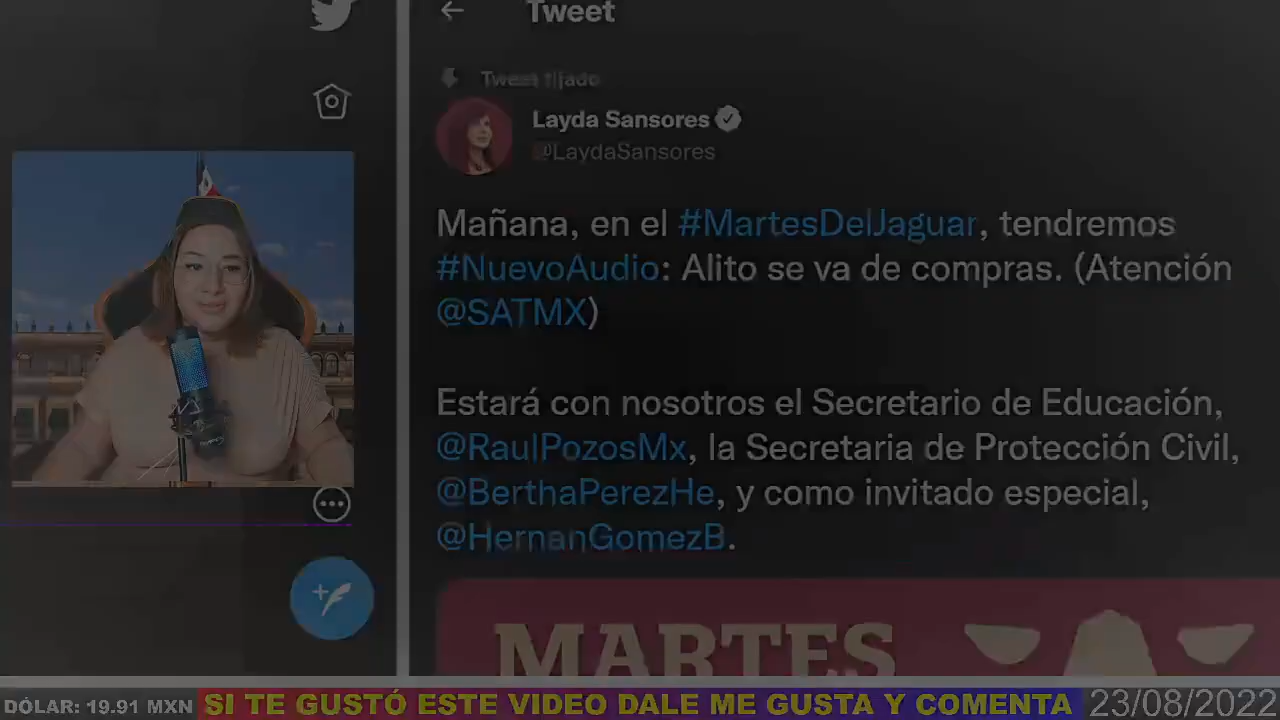 Tweet
Tweet fijado
Layda Sansores
@LaydaSansores
Mañana, en el #MartesDelJaguar, tendremos
#NuevoAudio: Alito se va de compras. (Atención
@SATMX)
Estará con nosotros el Secretario de Educación,
@RaulPozosMx, la Secretaria de Protección Civil,
@BerthaPerezHe, y como invitado especial,
@HernanGomezB.
MARTES
DÓLAR: 19.91 MXN SI TE GUSTÓ ESTE VIDEO DALE ME GUSTA Y COMENTA 23/08/2022